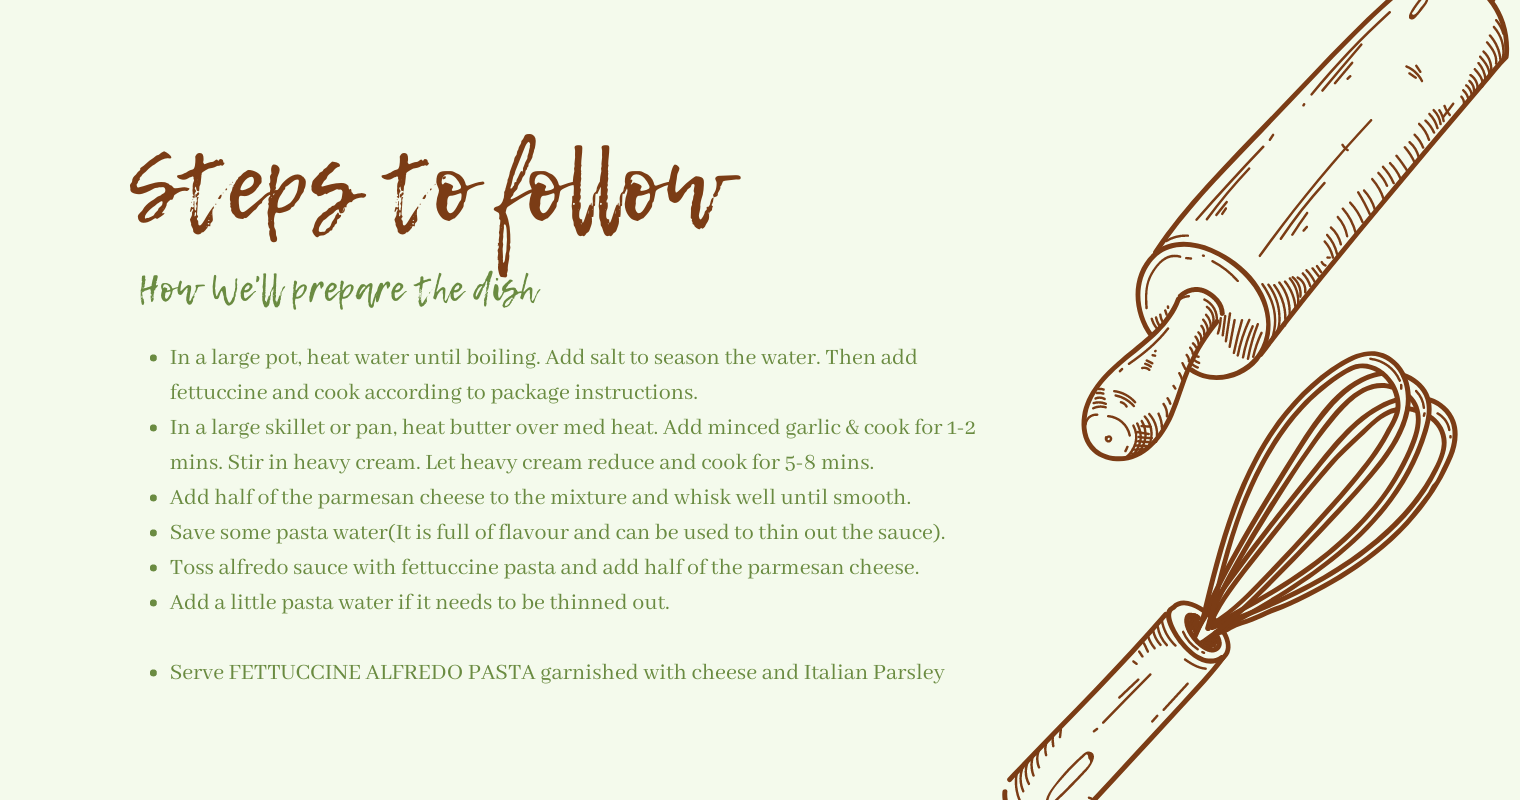 Steps to follow
How We'll prepare the dish
• In a large pot, heat water until boiling. Add salt to season the water. Then add
fettuccine and cook according to package instructions.
• In a large skillet or pan, heat butter over med heat. Add minced garlic & cook for 1-2
mins. Stir in heavy cream. Let heavy cream reduce and cook for 5-8 mins.
• Add half of the parmesan cheese to the mixture and whisk well until smooth.
• Save some pasta water(It is full of flavour and can be used to thin out the sauce).
• Toss alfredo sauce with fettuccine pasta and add half of the parmesan cheese.
• Add a little pasta water if it needs to be thinned out.
• Serve FETTUCCINE ALFREDO PASTA garnished with cheese and Italian Parsley